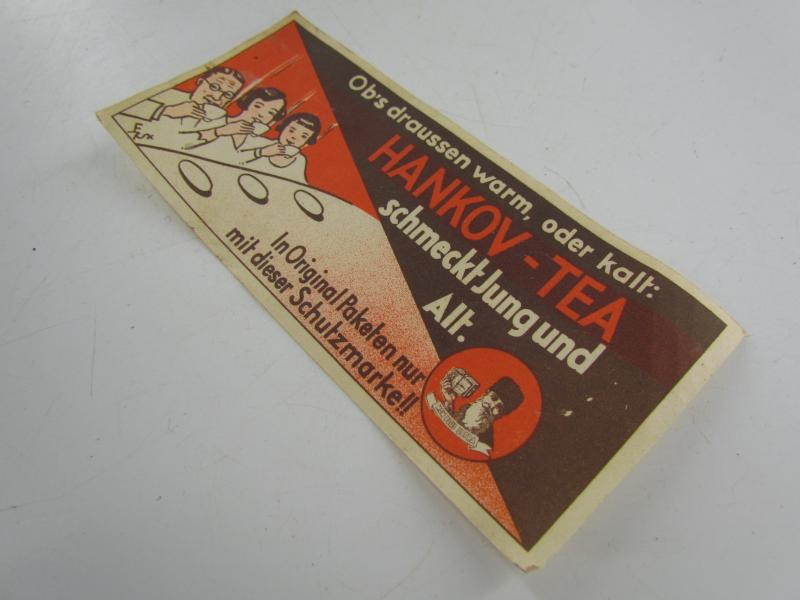 Ob's draussen warm, oder kalt:
HANKOV-TEA
schmeckt Jung und
Alt.
In Original Paketen nur
mit dieser Schutzmarke!!